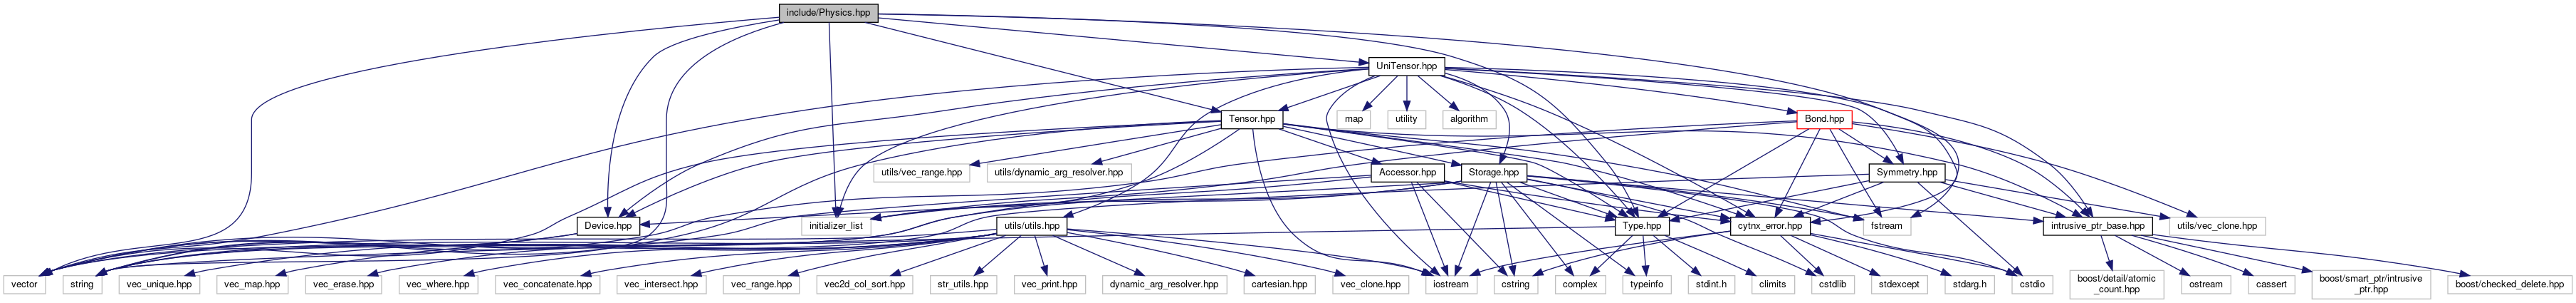 include/Physics.hpp
UniTensor.hpp
Tensor.hpp
map
utility
algorithm
Bond.hpp
utils/vec_range.hpp
utils/dynamic_arg_resolver.hpp
Accessor.hpp
Storage.hpp
Symmetry.hpp
Device.hpp
initializer_list
utils/utils.hpp
Type.hpp
cytnx_error.hpp
fstream
intrusive_ptr_base.hpp
utils/vec_clone.hpp
vector
string
vec_unique.hpp
vec_map.hpp
vec_erase.hpp
vec_where.hpp
vec_concatenate.hpp
vec_intersect.hpp
vec_range.hpp
vec2d_col_sort.hpp
str_utils.hpp
vec_print.hpp
dynamic_arg_resolver.hpp
cartesian.hpp
vec_clone.hpp
iostream
cstring
complex
typeinfo
stdint.h
climits
cstdlib
stdexcept
stdarg.h
cstdio
boost/detail/atomic
_count.hpp
ostream
cassert
boost/smart_ptr/intrusive
_ptr.hpp
boost/checked_delete.hpp